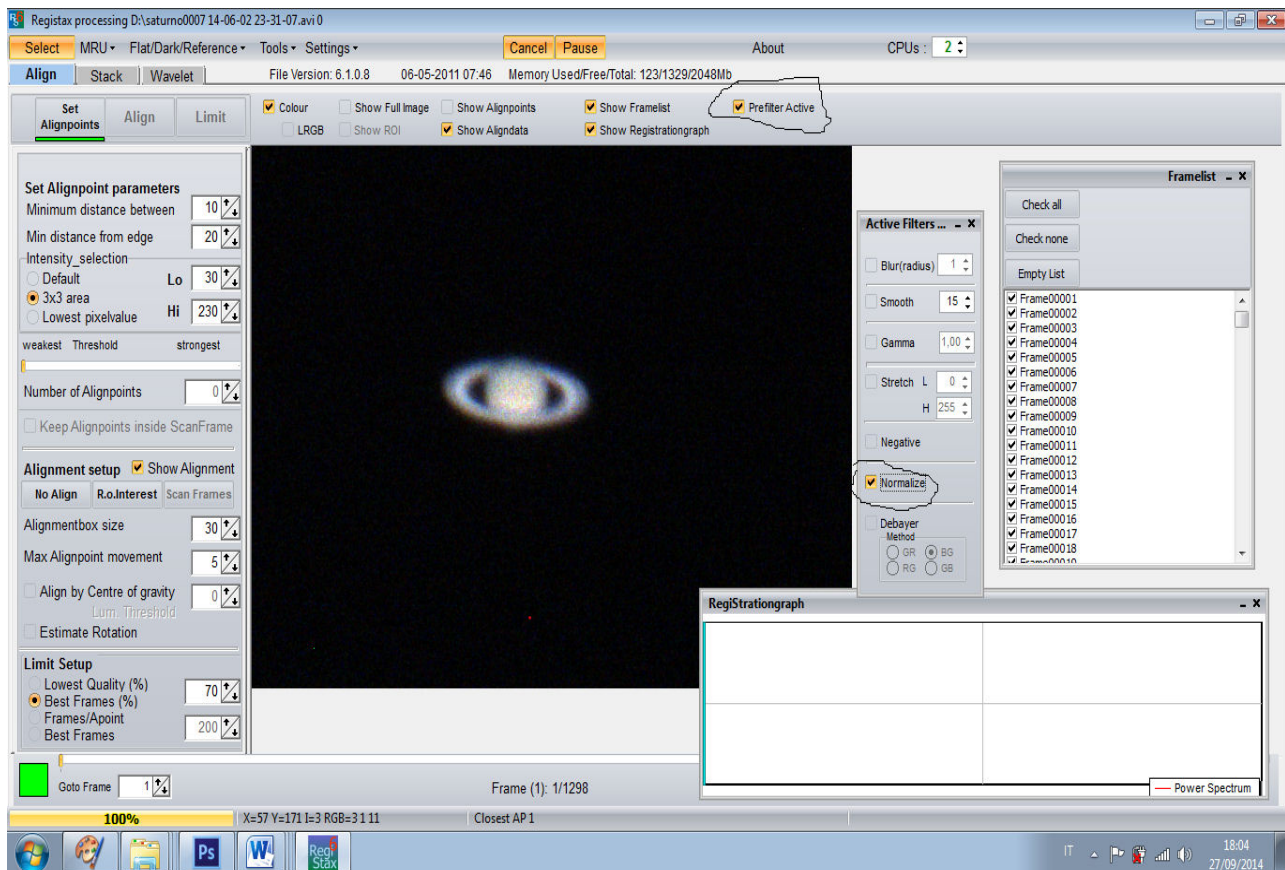 Registax processing D:\saturno0007 14-06-02 23-31-07.avi 0
Select MRU Flat/Dark/Reference Tools Settings Cancel Pause About CPUs : 2
Align Stack Wavelet File Version: 6.1.0.8 06-05-2011 07:46 Memory Used/Free/Total: 123/1329/2048Mb
Set Alignpoints Align Limit
Colour Show Full Image Show Alignpoints Show Framelist Prefilter Active
LRGB Show ROI Show Aligndata Show Registrationgraph
Set Alignpoint parameters
Minimum distance between 10
Min distance from edge 20
Intensity_selection
Default Lo 30
3x3 area
Lowest pixelvalue Hi 230
weakest Threshold strongest
Number of Alignpoints 0
Keep Alignpoints inside ScanFrame
Alignment setup Show Alignment
No Align R.o.Interest Scan Frames
Alignmentbox size 30
Max Alignpoint movement 5
Align by Centre of gravity 0
Lum. Threshold
Estimate Rotation
Limit Setup
Lowest Quality (%)
Best Frames (%) 70
Frames/Apoint
Best Frames 200
Active Filters ... - x
Blur(radius) 1
Smooth 15
Gamma 1,00
Stretch L 0
H 255
Negative
Normalize
Debayer
Method
GR BG
RG GB
Framelist - x
Check all
Check none
Empty List
Frame00001
Frame00002
Frame00003
Frame00004
Frame00005
Frame00006
Frame00007
Frame00008
Frame00009
Frame00010
Frame00011
Frame00012
Frame00013
Frame00014
Frame00015
Frame00016
Frame00017
Frame00018
Frame00019
RegiStrationgraph - x
Power Spectrum
Goto Frame 1 Frame (1): 1/1298
100% X=57 Y=171 I=3 RGB=3 1 11 Closest AP 1
Ps W Regi Stax IT 18:04
27/09/2014